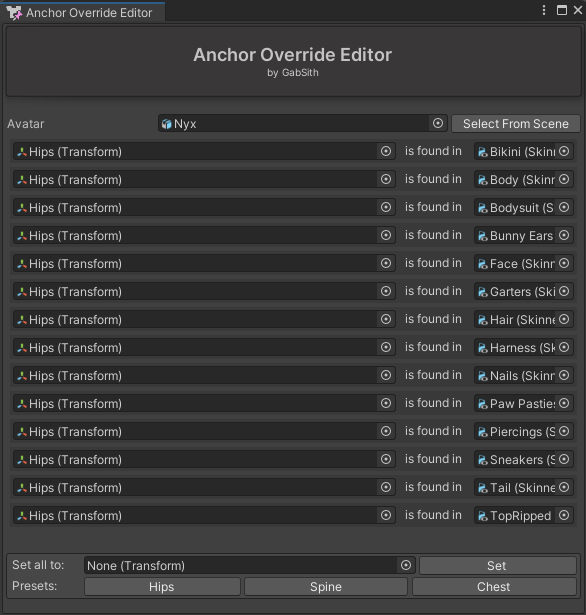 Anchor Override Editor
Anchor Override Editor
by GabSith
Avatar Nyx Select From Scene
Hips (Transform) is found in Bikini (Skin
Hips (Transform) is found in Body (Skinr
Hips (Transform) is found in Bodysuit (S
Hips (Transform) is found in Bunny Ears
Hips (Transform) is found in Face (Skinr
Hips (Transform) is found in Garters (Ski
Hips (Transform) is found in Hair (Skinne
Hips (Transform) is found in Harness (Sk
Hips (Transform) is found in Nails (Skinn
Hips (Transform) is found in Paw Pasties
Hips (Transform) is found in Piercings (S
Hips (Transform) is found in Sneakers (S
Hips (Transform) is found in Tail (Skinne
Hips (Transform) is found in TopRipped
Set all to: None (Transform) Set
Presets: Hips Spine Chest